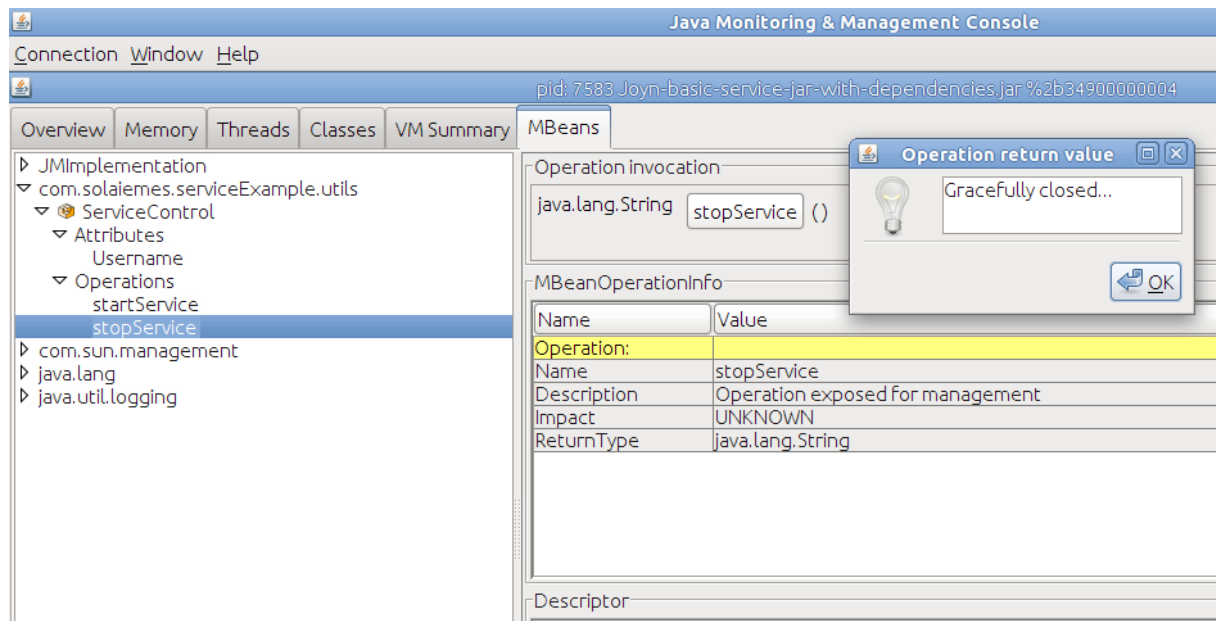 Java Monitoring & Management Console
Connection Window Help
pid: 7583 Joyn-basic-service-jar-with-dependencies.jar %2b34900000004
Overview Memory Threads Classes VM Summary MBeans
JMImplementation
com.solaiemes.serviceExample.utils
ServiceControl
Attributes
Username
Operations
startService
stopService
com.sun.management
java.lang
java.util.logging
Operation invocation
java.lang.String stopService ()
MBeanOperationInfo
Name Value
Operation:
Name stopService
Description Operation exposed for management
Impact UNKNOWN
ReturnType java.lang.String
Descriptor
Operation return value
Gracefully closed...
OK